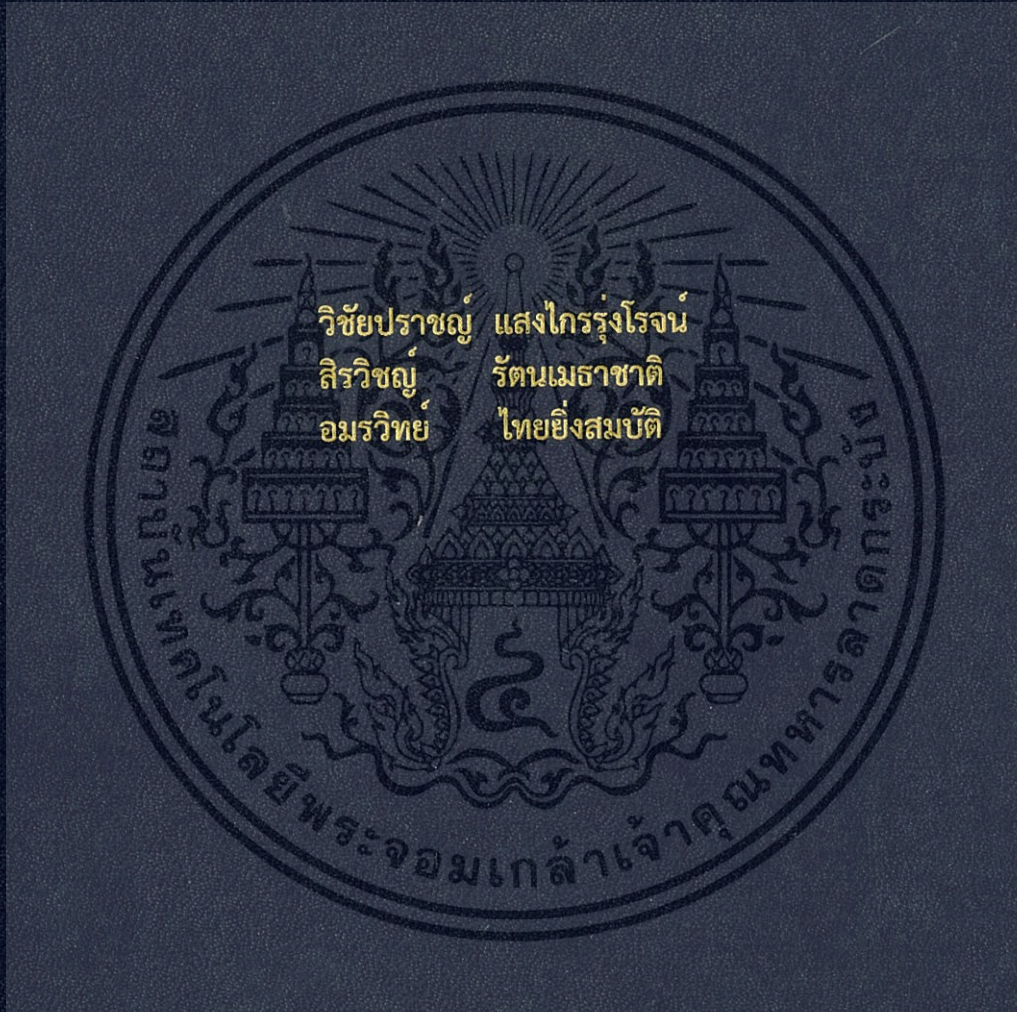 วิชัยปราชญ์ แสงไกรรุ่งโรจน์
สิรวิชญ์ รัตนเมธาชาติ
อมรวิทย์ ไทยยิ่งสมบัติ
๔
สถาบันเทคโนโลยีพระจอมเกล้าเจ้าคุณทหารลาดกระบัง